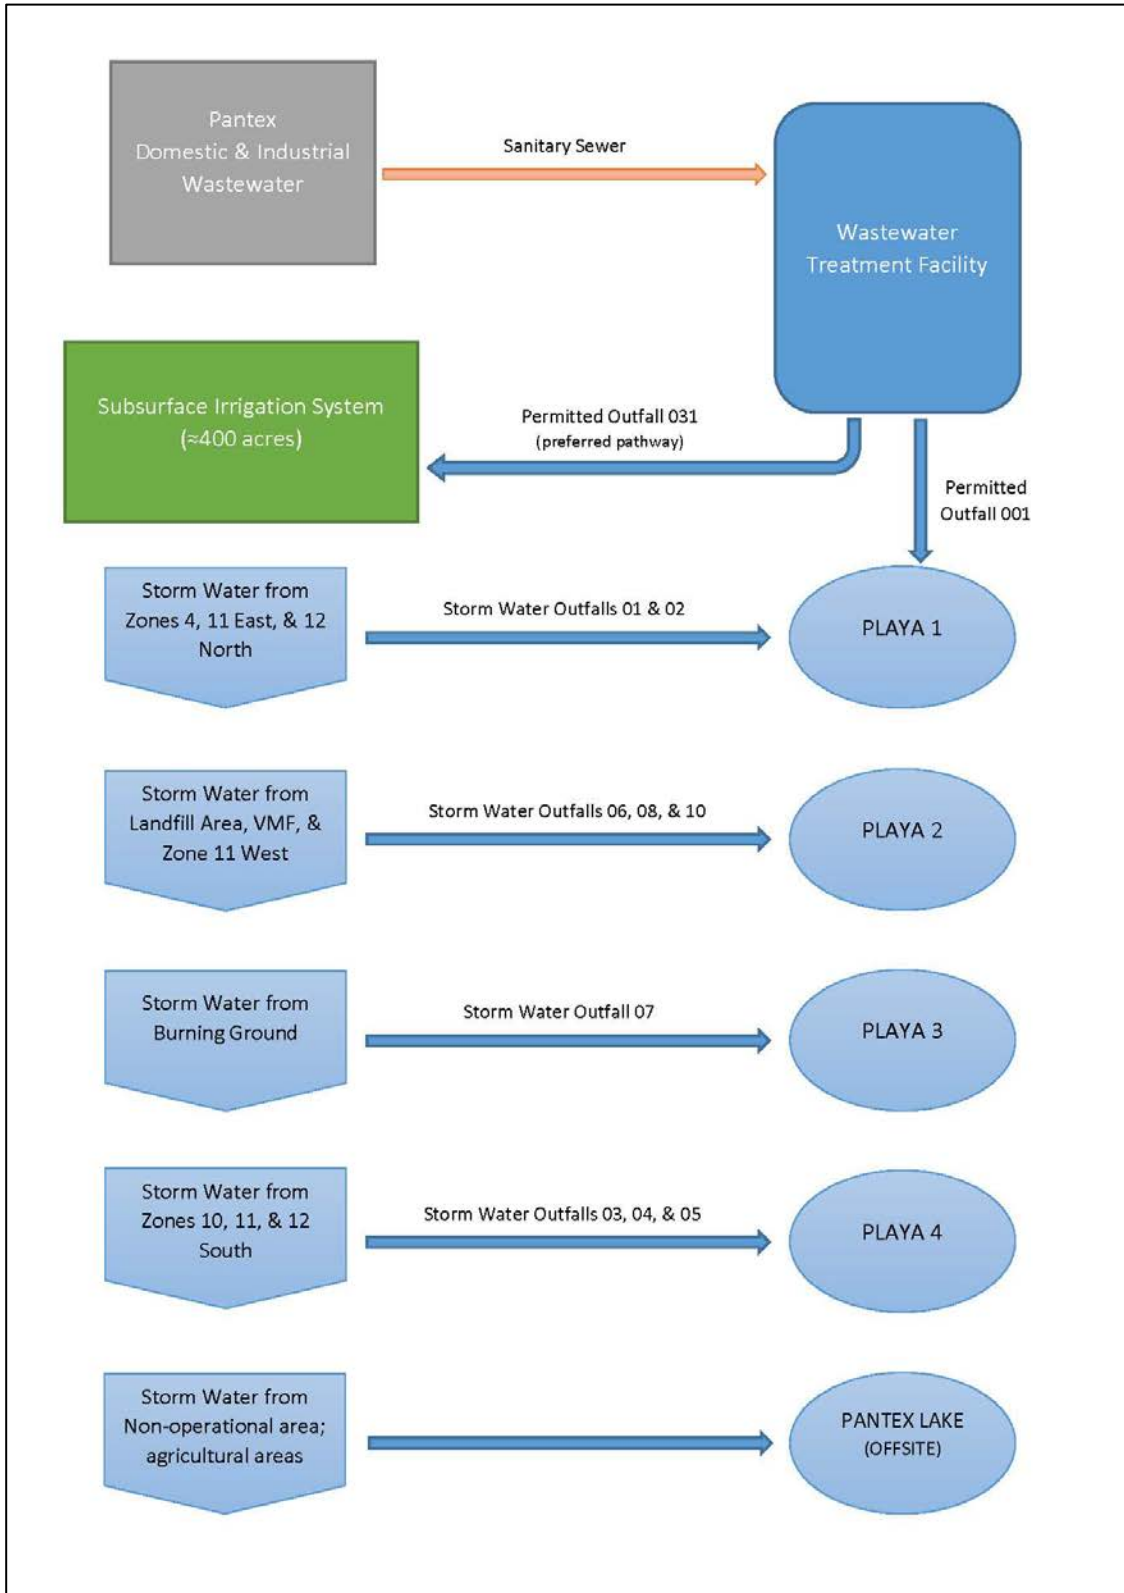 Pantex
Domestic & Industrial
Wastewater
Sanitary Sewer
Wastewater
Treatment Facility
Subsurface Irrigation System
(≈400 acres)
Permitted Outfall 031
(preferred pathway)
Permitted
Outfall 001
Storm Water from
Zones 4, 11 East, & 12
North
Storm Water Outfalls 01 & 02
PLAYA 1
Storm Water from
Landfill Area, VMF, &
Zone 11 West
Storm Water Outfalls 06, 08, & 10
PLAYA 2
Storm Water from
Burning Ground
Storm Water Outfall 07
PLAYA 3
Storm Water from
Zones 10, 11, & 12
South
Storm Water Outfalls 03, 04, & 05
PLAYA 4
Storm Water from
Non-operational area;
agricultural areas
PANTEX LAKE
(OFFSITE)